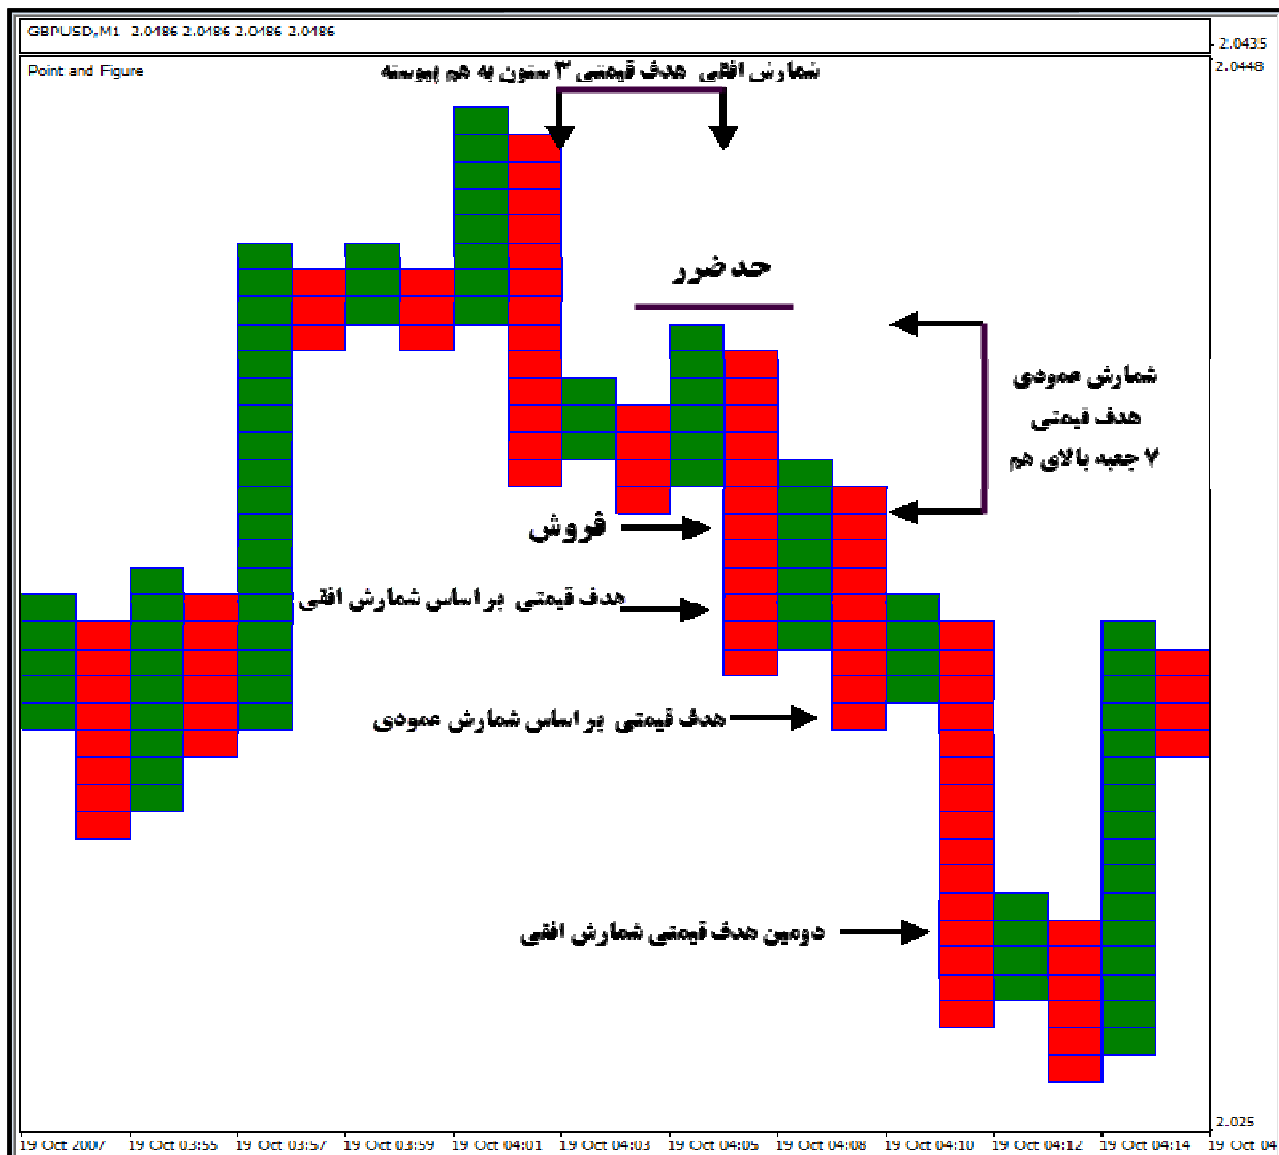 GBPUSD,M1 2.0486 2.0486 2.0486 2.0486
2.0435
Point and Figure
2.0448
شمارش افقی هدف قیمتی ۳ ستون به هم پیوسته
حد ضرر
شمارش عمودی
هدف قیمتی
۷ جعبه بالای هم
فروش
هدف قیمتی بر اساس شمارش افقی
هدف قیمتی بر اساس شمارش عمودی
دومین هدف قیمتی شمارش افقی
2.025
19 Oct 2007 19 Oct 03:55 19 Oct 03:57 19 Oct 03:59 19 Oct 04:01 19 Oct 04:03 19 Oct 04:05 19 Oct 04:08 19 Oct 04:10 19 Oct 04:12 19 Oct 04:14 19 Oct 04